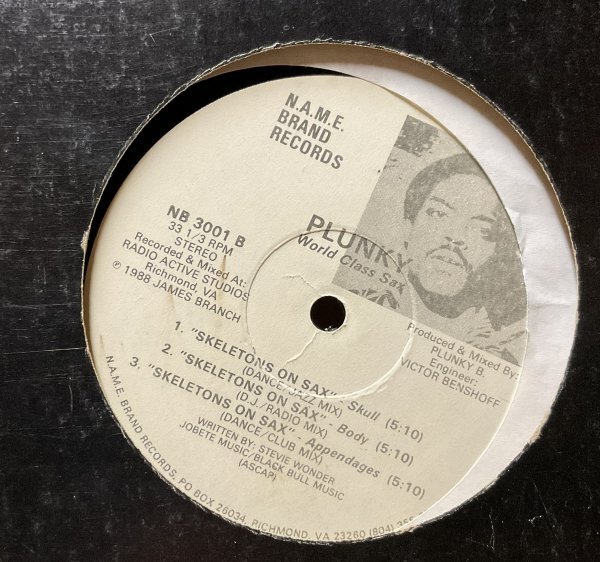 N.A.M.E.
BRAND
RECORDS
NB 3001 B
33 1/3 RPM
STEREO
Recorded & Mixed At:
RADIO ACTIVE STUDIOS
Richmond, VA
℗ 1988 JAMES BRANCH
PLUNKY
World Class Sax
Produced & Mixed By:
PLUNKY B.
Engineer:
VICTOR BENSHOFF
1. "SKELETONS ON SAX" - Skull (5:10)
(DANCE/JAZZ MIX)
2. "SKELETONS ON SAX" - Body (5:10)
(D.J./RADIO MIX)
3. "SKELETONS ON SAX" - Appendages (5:10)
(DANCE/CLUB MIX)
WRITTEN BY: STEVIE WONDER
JOBETE MUSIC/BLACK BULL MUSIC
(ASCAP)
N.A.M.E. BRAND RECORDS, PO BOX 26034, RICHMOND, VA 23260 (804)